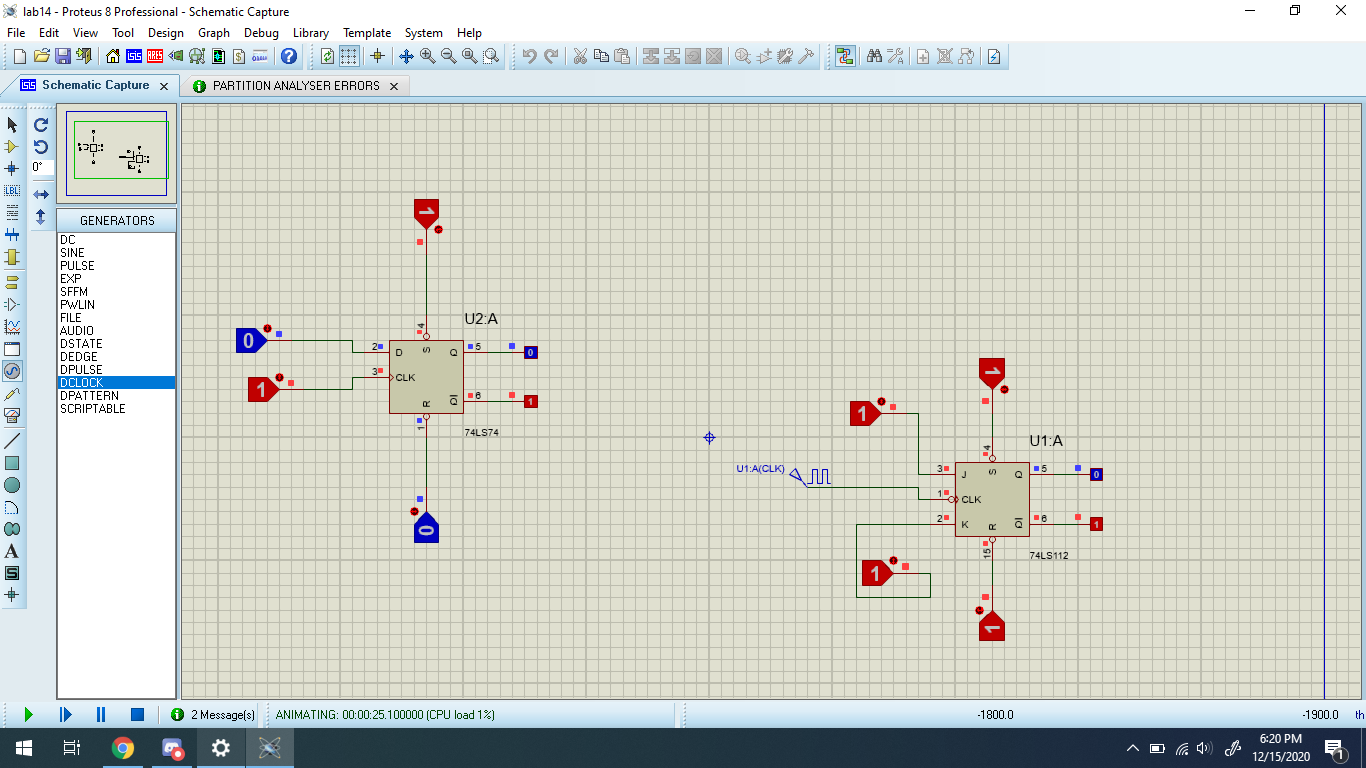 lab14 - Proteus 8 Professional - Schematic Capture
File Edit View Tool Design Graph Debug Library Template System Help
Schematic Capture
PARTITION ANALYSER ERRORS
0°
LBL
A
S
GENERATORS
DC
SINE
PULSE
EXP
SFFM
PWLIN
FILE
AUDIO
DSTATE
DEDGE
DPULSE
DCLOCK
DPATTERN
SCRIPTABLE
1
U2:A
4
0
2
D
S
Q
5
0
1
3
CLK
R
Q
6
1
1
74LS74
0
1
1
U1:A
4
U1:A(CLK)
3
J
S
Q
5
0
1
CLK
2
K
R
Q
6
1
15
74LS112
1
1
2 Message(s)
ANIMATING: 00:00:25.100000 (CPU load 1%)
-1800.0
-1900.0
th
6:20 PM
12/15/2020
1